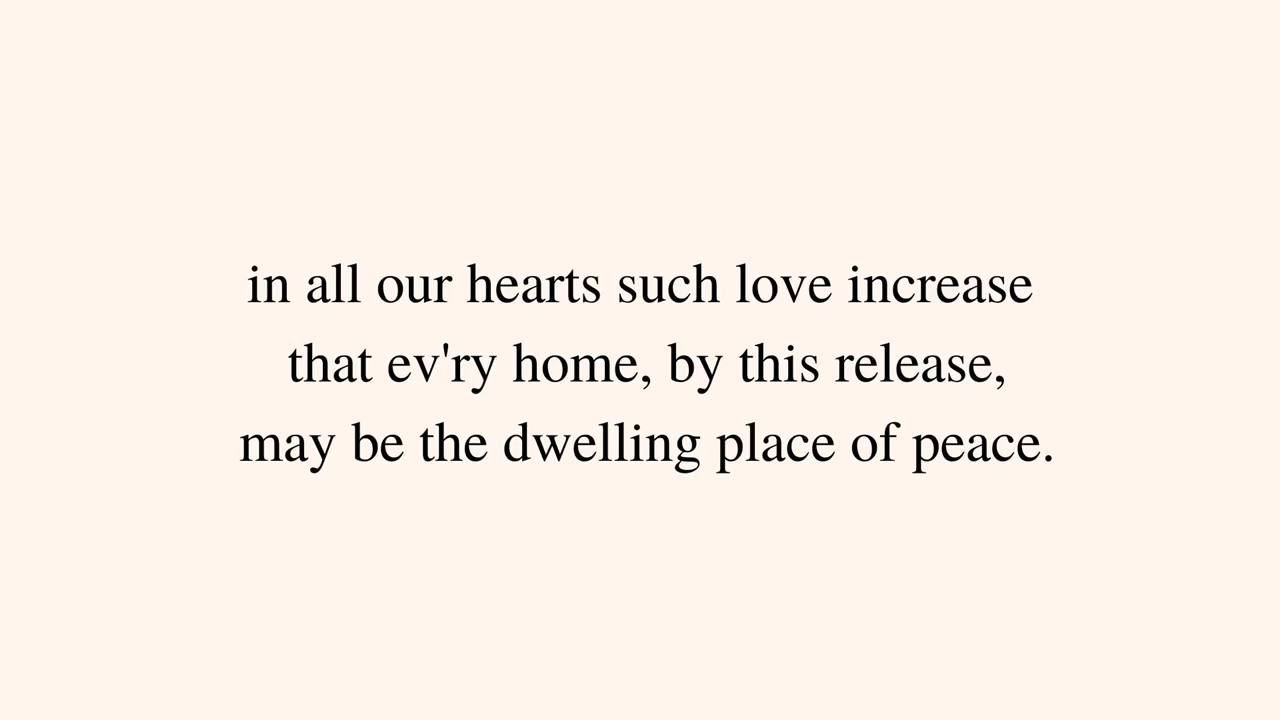 in all our hearts such love increase
that ev'ry home, by this release,
may be the dwelling place of peace.